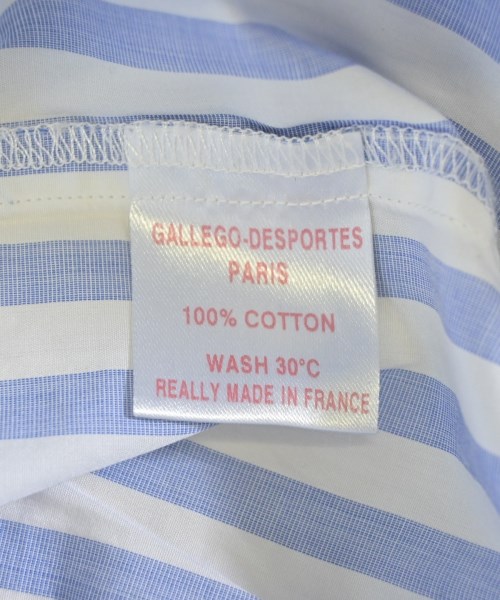 GALLEGO-DESPORTES
PARIS
100% COTTON
WASH 30°C
REALLY MADE IN FRANCE